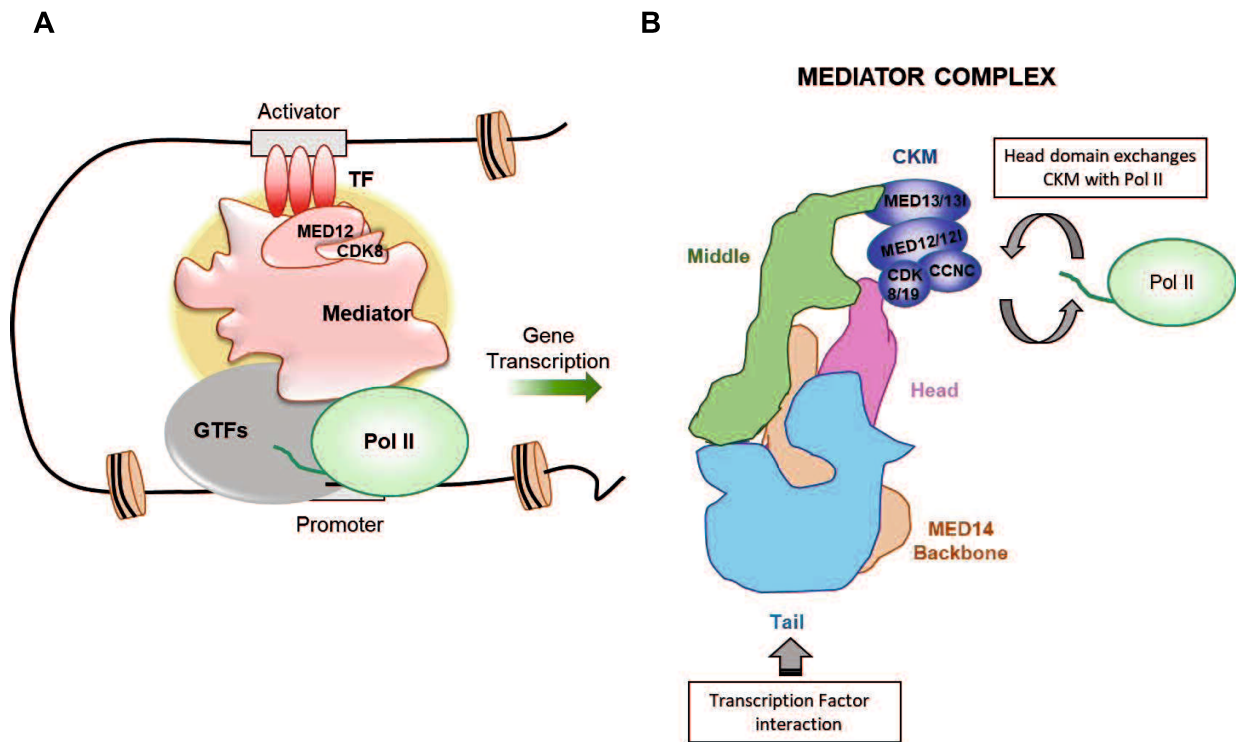 A
Activator
TF
MED12
CDK8
Mediator
Gene
Transcription
GTFs
Pol II
Promoter
B
MEDIATOR COMPLEX
CKM
Head domain exchanges
CKM with Pol II
MED13/13l
Middle
MED12/12l
CDK
8/19
CCNC
Pol II
Head
MED14
Backbone
Tail
Transcription Factor
interaction